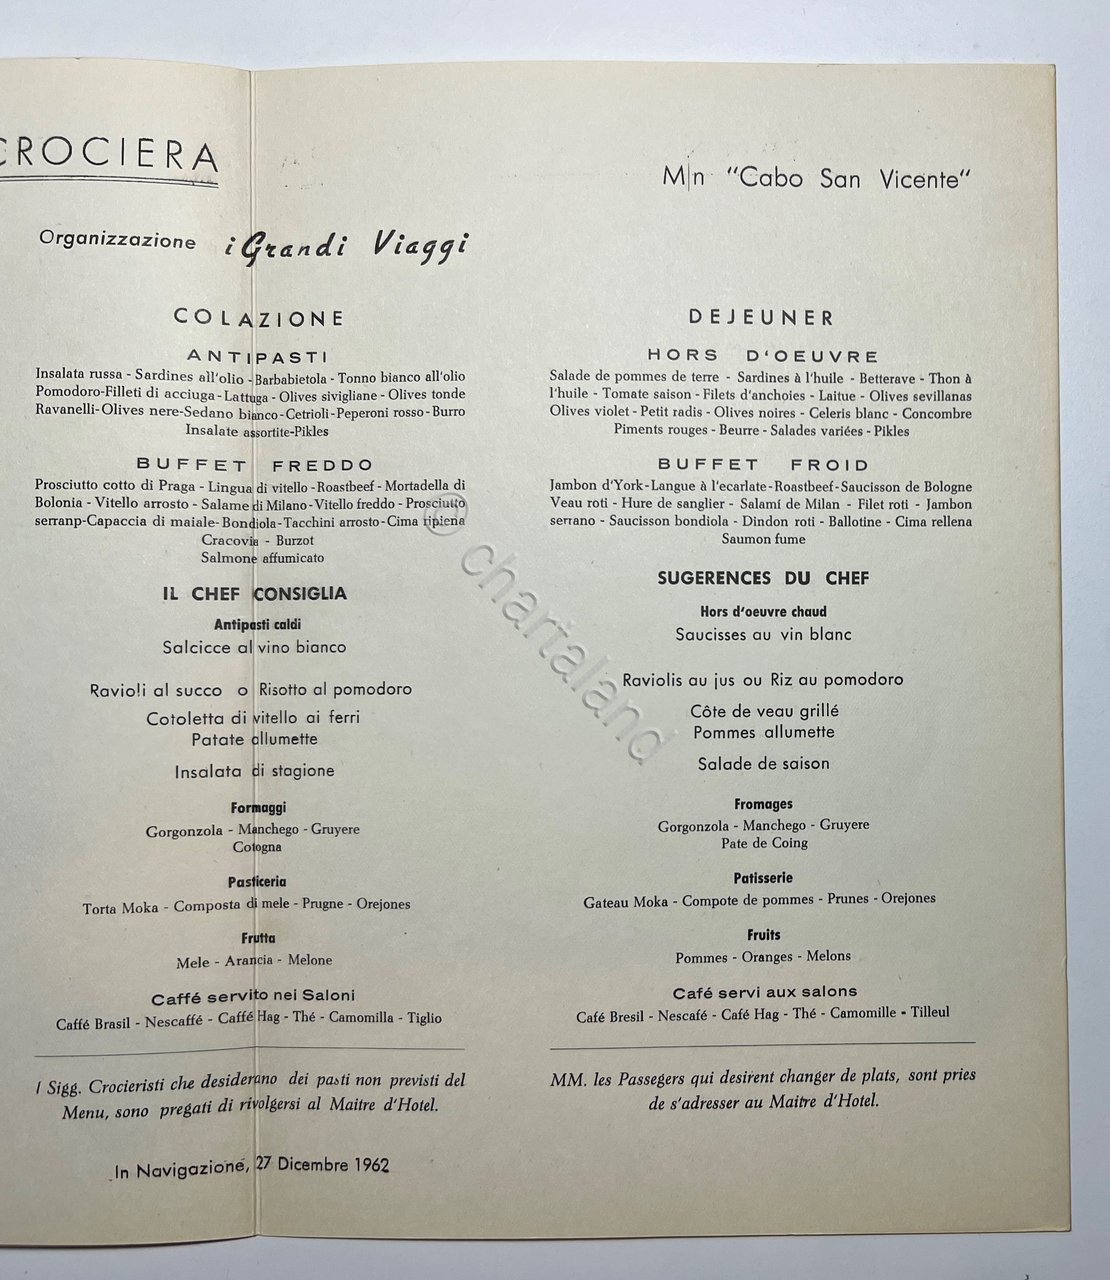 CROCIERA
M|n "Cabo San Vicente"
Organizzazione i Grandi Viaggi
COLAZIONE
ANTIPASTI
Insalata russa - Sardines all'olio - Barbabietola - Tonno bianco all'olio
Pomodoro-Filleti di acciuga - Lattuga - Olives sivigliane - Olives tonde
Ravanelli-Olives nere-Sedano bianco-Cetrioli-Peperoni rosso-Burro
Insalate assortite-Pikles
BUFFET FREDDO
Prosciutto cotto di Praga - Lingua di vitello -Roastbeef - Mortadella di
Bolonia - Vitello arrosto - Salame di Milano-Vitello freddo - Prosciutto
serranp-Capaccia di maiale-Bondiola-Tacchini arrosto-Cima ripiena
Cracovia - Burzot
Salmone affumicato
IL CHEF CONSIGLIA
Antipasti caldi
Salcicce al vino bianco
Ravioli al succo o Risotto al pomodoro
Cotoletta di vitello ai ferri
Patate allumette
Insalata di stagione
Formaggi
Gorgonzola - Manchego - Gruyere
Cotogna
Pasticeria
Torta Moka - Composta di mele - Prugne - Orejones
Frutta
Mele - Arancia - Melone
Caffé servito nei Saloni
Caffé Brasil - Nescaffé - Caffé Hag - Thé - Camomilla - Tiglio
I Sigg. Crocieristi che desiderano dei pasti non previsti del
Menu, sono pregati di rivolgersi al Maitre d'Hotel.
In Navigazione, 27 Dicembre 1962
DEJEUNER
HORS D'OEUVRE
Salade de pommes de terre - Sardines à l'huile - Betterave - Thon à
l'huile - Tomate saison - Filets d'anchoies - Laitue - Olives sevillanas
Olives violet - Petit radis - Olives noires - Celeris blanc - Concombre
Piments rouges - Beurre - Salades variées - Pikles
BUFFET FROID
Jambon d'York-Langue à l'ecarlate-Roastbeef-Saucisson de Bologne
Veau roti - Hure de sanglier - Salamí de Milan - Filet roti - Jambon
serrano - Saucisson bondiola - Dindon roti - Ballotine - Cima rellena
Saumon fume
SUGERENCES DU CHEF
Hors d'oeuvre chaud
Saucisses au vin blanc
Raviolis au jus ou Riz au pomodoro
Côte de veau grillé
Pommes allumette
Salade de saison
Fromages
Gorgonzola - Manchego - Gruyere
Pate de Coing
Patisserie
Gateau Moka - Compote de pommes - Prunes - Orejones
Fruits
Pommes - Oranges - Melons
Café servi aux salons
Café Bresil - Nescafé - Café Hag - Thé - Camomille - Tilleul
MM. les Passegers qui desirent changer de plats, sont pries
de s'adresser au Maitre d'Hotel.
© chartaland